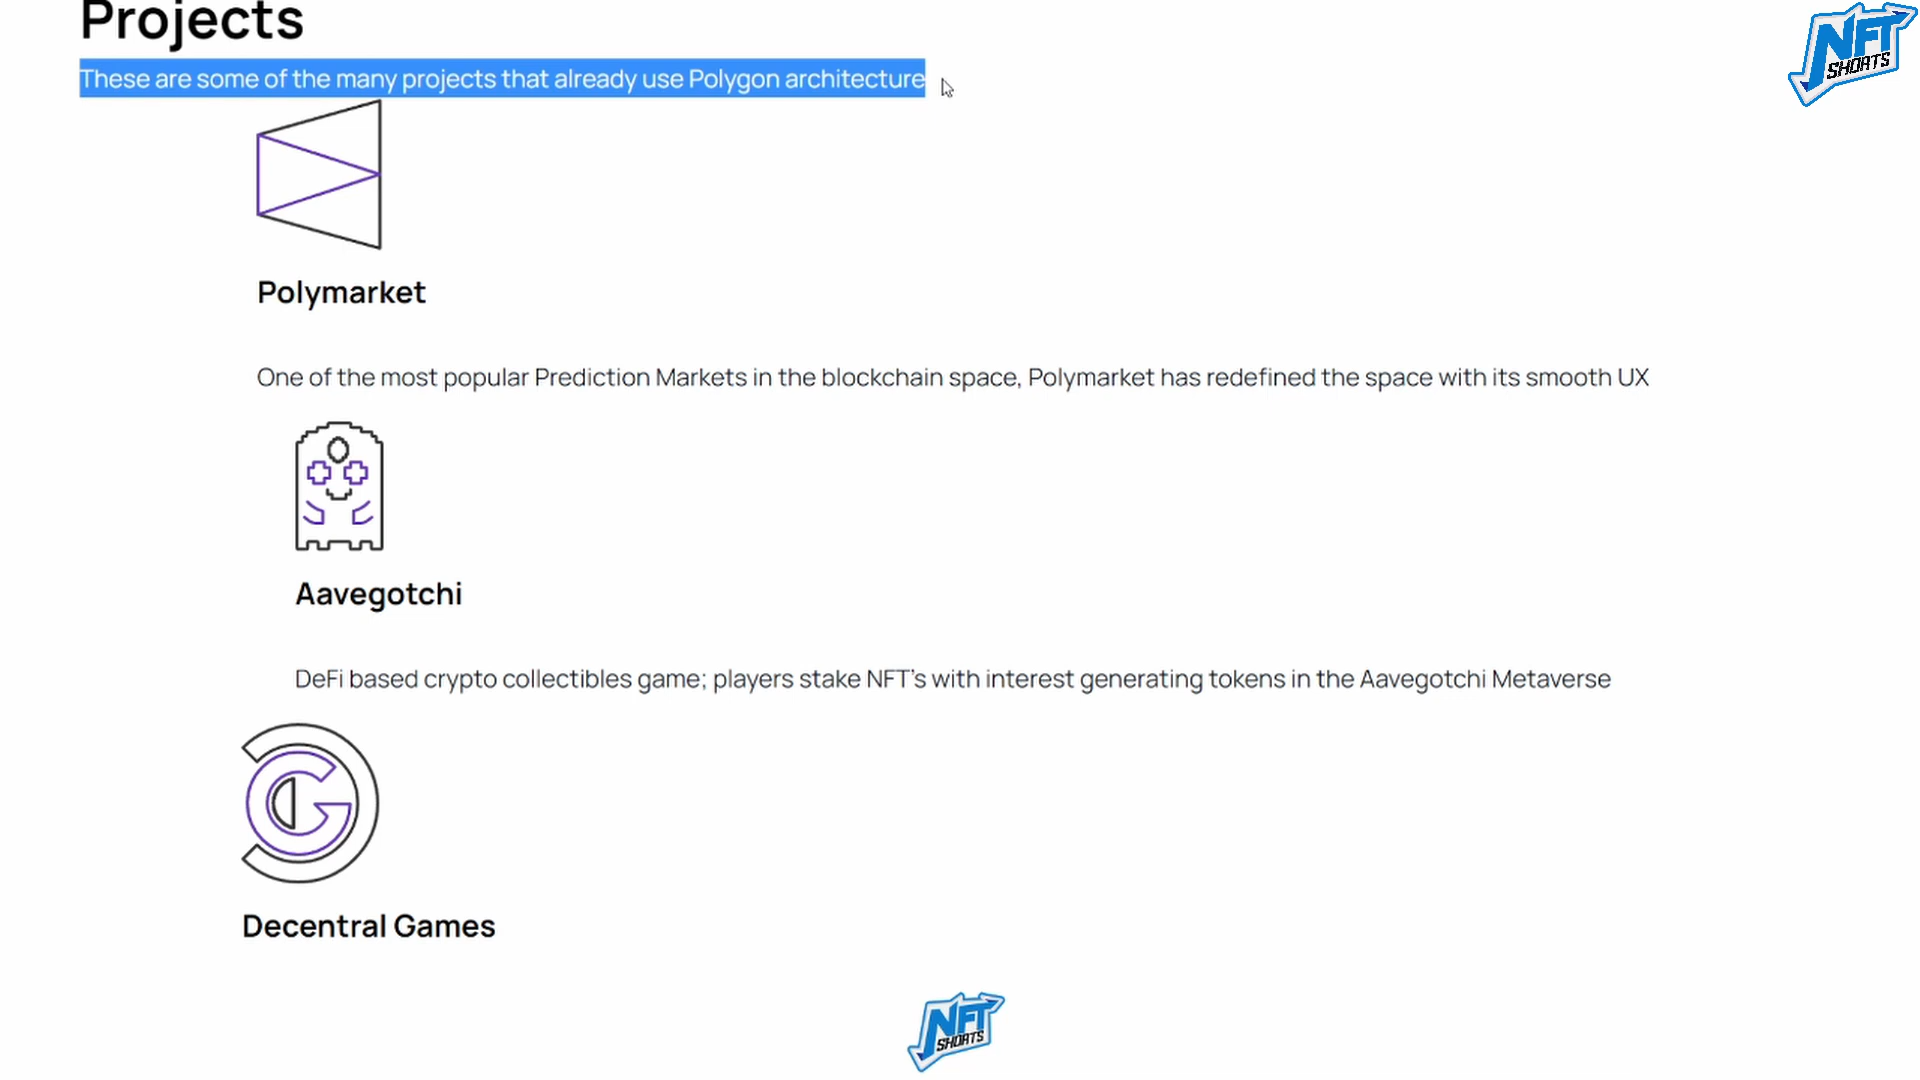 Projects
NFT
SHORTS
These are some of the many projects that already use Polygon architecture
Polymarket
One of the most popular Prediction Markets in the blockchain space, Polymarket has redefined the space with its smooth UX
Aavegotchi
DeFi based crypto collectibles game; players stake NFT's with interest generating tokens in the Aavegotchi Metaverse
Decentral Games
NFT
SHORTS